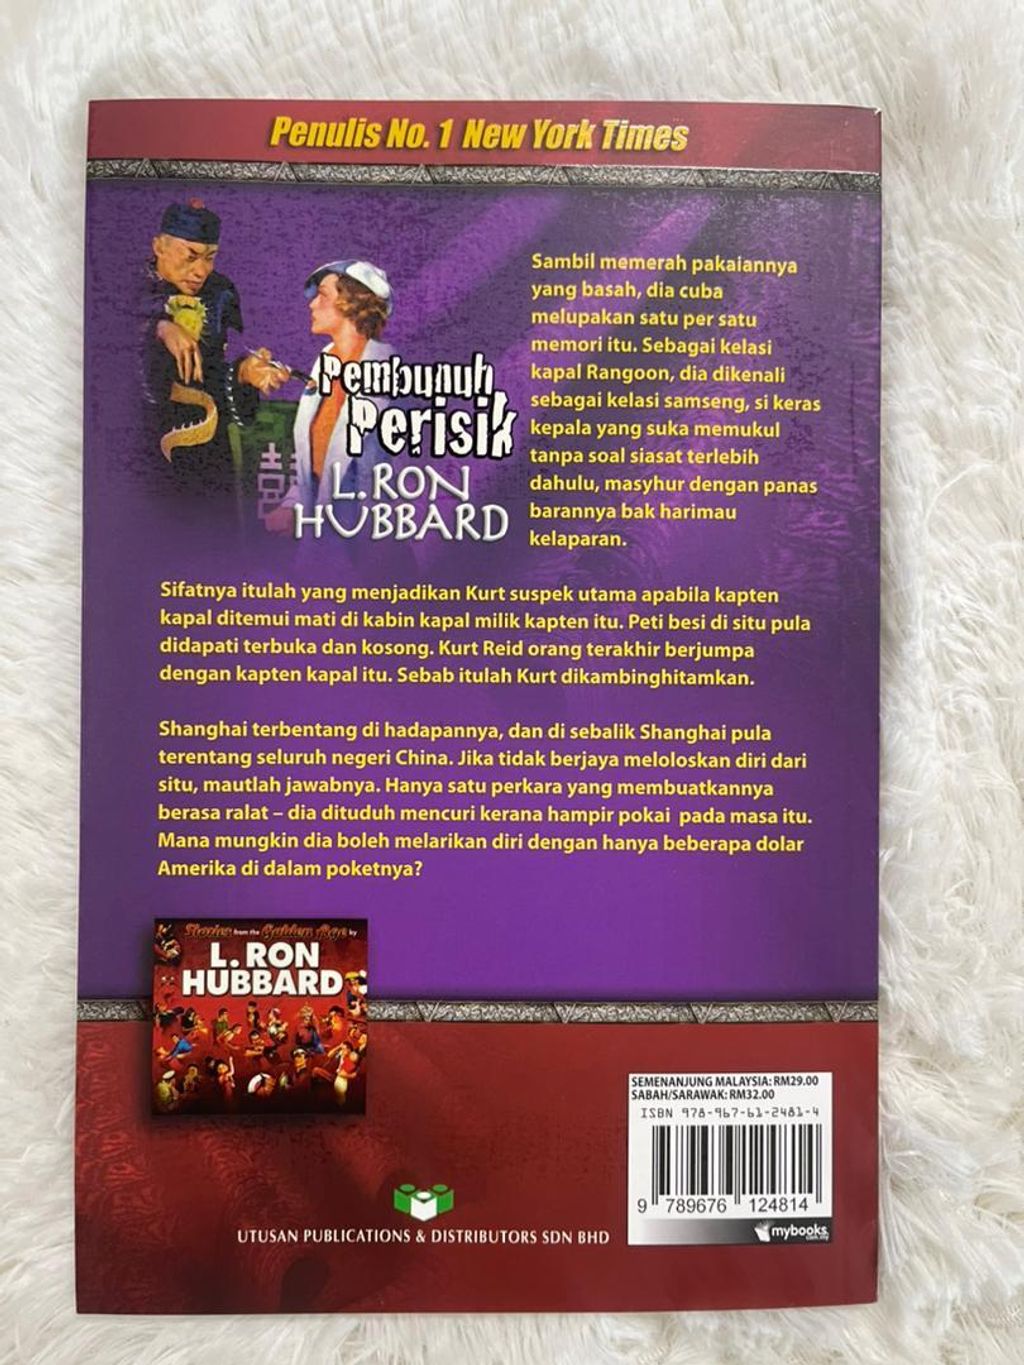 Penulis No. 1 New York Times
Pembunuh
Perisik
L. RON
HUBBARD
Sambil memerah pakaiannya
yang basah, dia cuba
melupakan satu per satu
memori itu. Sebagai kelasi
kapal Rangoon, dia dikenali
sebagai kelasi samseng, si keras
kepala yang suka memukul
tanpa soal siasat terlebih
dahulu, masyhur dengan panas
barannya bak harimau
kelaparan.
Sifatnya itulah yang menjadikan Kurt suspek utama apabila kapten
kapal ditemui mati di kabin kapal milik kapten itu. Peti besi di situ pula
didapati terbuka dan kosong. Kurt Reid orang terakhir berjumpa
dengan kapten kapal itu. Sebab itulah Kurt dikambinghitamkan.
Shanghai terbentang di hadapannya, dan di sebalik Shanghai pula
terentang seluruh negeri China. Jika tidak berjaya meloloskan diri dari
situ, mautlah jawabnya. Hanya satu perkara yang membuatkannya
berasa ralat – dia dituduh mencuri kerana hampir pokai pada masa itu.
Mana mungkin dia boleh melarikan diri dengan hanya beberapa dolar
Amerika di dalam poketnya?
Stories from the Golden Age by
L. RON
HUBBARD
SEMENANJUNG MALAYSIA: RM29.00
SABAH/SARAWAK: RM32.00
ISBN 978-967-61-2481-4
9 789676 124814
mybooks
UTUSAN PUBLICATIONS & DISTRIBUTORS SDN BHD